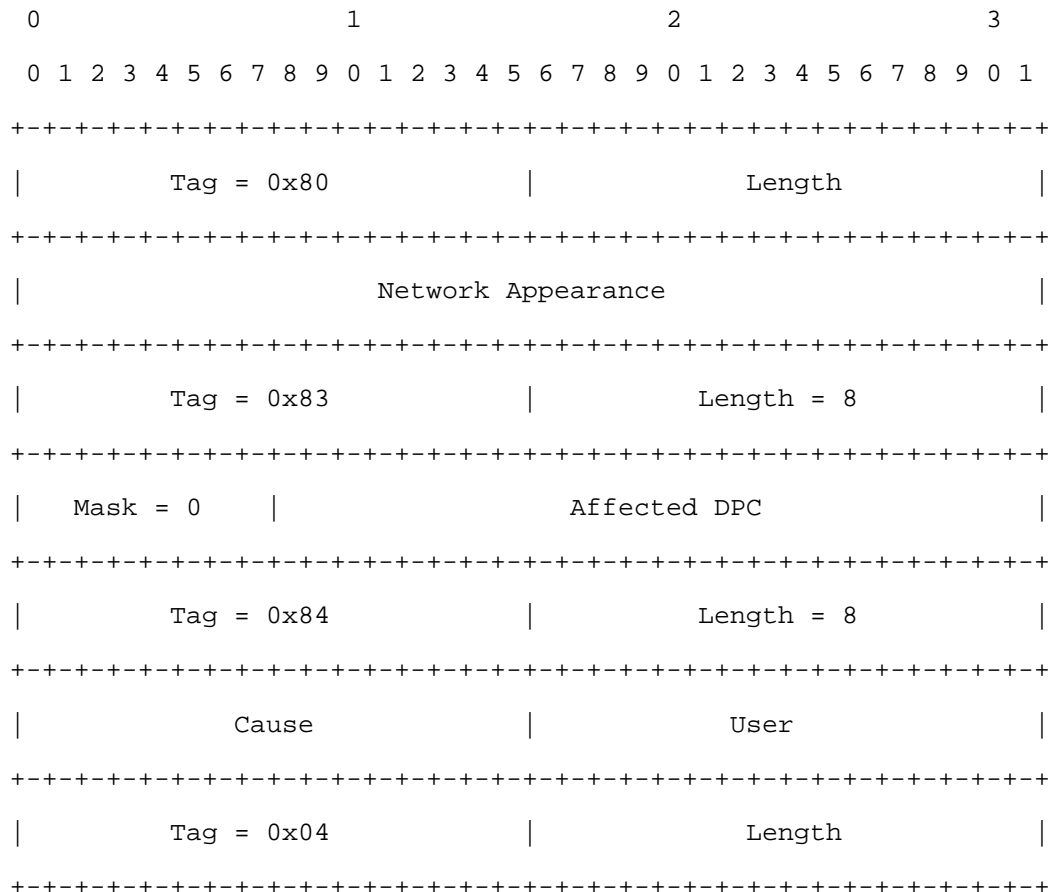 0                   1                   2                   3
0 1 2 3 4 5 6 7 8 9 0 1 2 3 4 5 6 7 8 9 0 1 2 3 4 5 6 7 8 9 0 1
+-+-+-+-+-+-+-+-+-+-+-+-+-+-+-+-+-+-+-+-+-+-+-+-+-+-+-+-+-+-+-+-+
|         Tag = 0x80            |             Length            |
+-+-+-+-+-+-+-+-+-+-+-+-+-+-+-+-+-+-+-+-+-+-+-+-+-+-+-+-+-+-+-+-+
|                      Network Appearance                       |
+-+-+-+-+-+-+-+-+-+-+-+-+-+-+-+-+-+-+-+-+-+-+-+-+-+-+-+-+-+-+-+-+
|         Tag = 0x83            |          Length = 8           |
+-+-+-+-+-+-+-+-+-+-+-+-+-+-+-+-+-+-+-+-+-+-+-+-+-+-+-+-+-+-+-+-+
|   Mask = 0    |                  Affected DPC                 |
+-+-+-+-+-+-+-+-+-+-+-+-+-+-+-+-+-+-+-+-+-+-+-+-+-+-+-+-+-+-+-+-+
|         Tag = 0x84            |          Length = 8           |
+-+-+-+-+-+-+-+-+-+-+-+-+-+-+-+-+-+-+-+-+-+-+-+-+-+-+-+-+-+-+-+-+
|             Cause             |            User               |
+-+-+-+-+-+-+-+-+-+-+-+-+-+-+-+-+-+-+-+-+-+-+-+-+-+-+-+-+-+-+-+-+
|         Tag = 0x04            |             Length            |
+-+-+-+-+-+-+-+-+-+-+-+-+-+-+-+-+-+-+-+-+-+-+-+-+-+-+-+-+-+-+-+-+